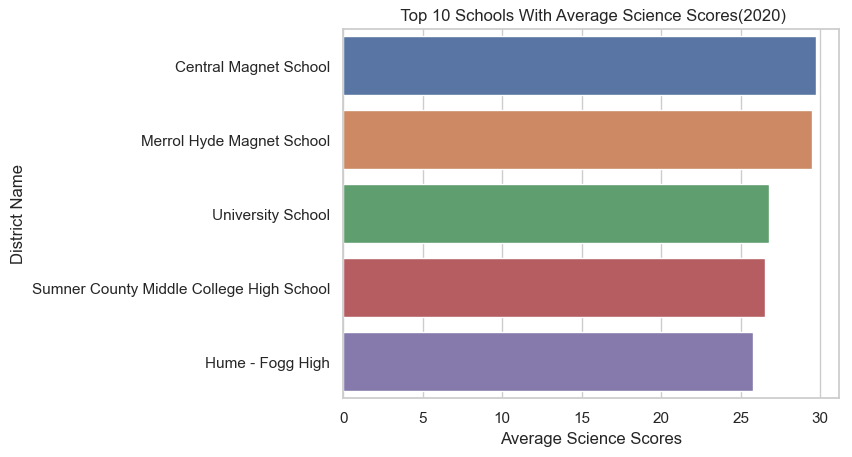 Top 10 Schools With Average Science Scores(2020)
District Name
Central Magnet School
Merrol Hyde Magnet School
University School
Sumner County Middle College High School
Hume - Fogg High
0 5 10 15 20 25 30
Average Science Scores